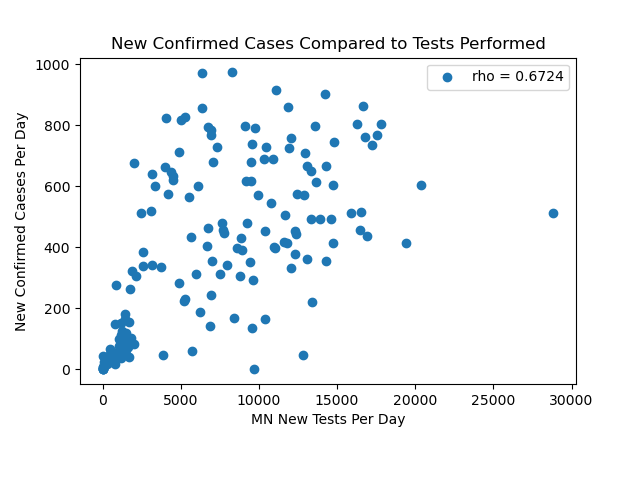 New Confirmed Cases Compared to Tests Performed
rho = 0.6724
1000
800
600
400
200
0
New Confirmed Caeses Per Day
0 5000 10000 15000 20000 25000 30000
MN New Tests Per Day